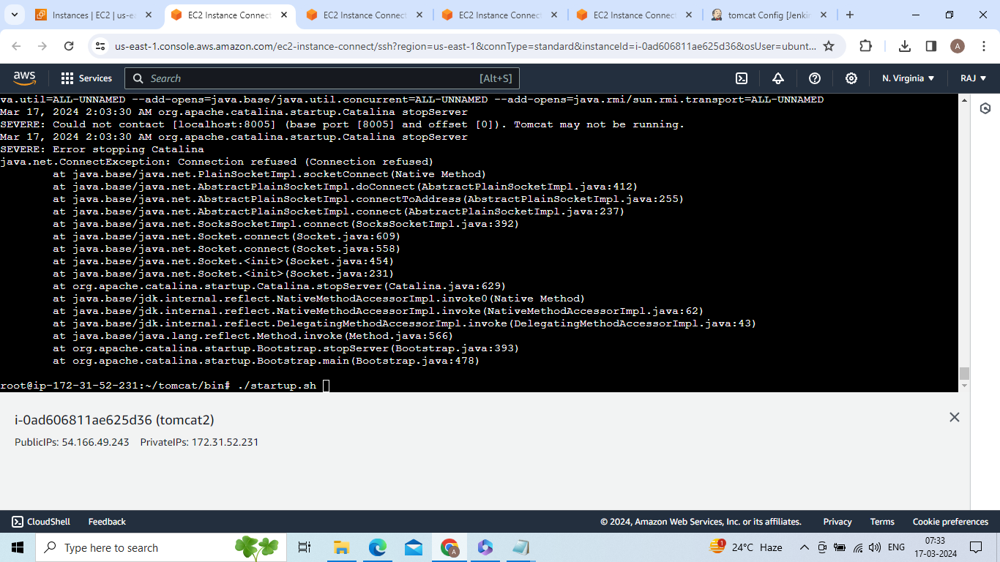 Instances | EC2 | us-ea
EC2 Instance Connect
EC2 Instance Connect
EC2 Instance Connect
EC2 Instance Connect
tomcat Config [Jenkin
us-east-1.console.aws.amazon.com/ec2-instance-connect/ssh?region=us-east-1&connType=standard&instanceId=i-0ad606811ae625d36&osUser=ubunt...
A
aws
Services
Search
[Alt+S]
N. Virginia
RAJ
va.util=ALL-UNNAMED --add-opens=java.base/java.util.concurrent=ALL-UNNAMED --add-opens=java.rmi/sun.rmi.transport=ALL-UNNAMED
Mar 17, 2024 2:03:30 AM org.apache.catalina.startup.Catalina stopServer
SEVERE: Could not contact [localhost:8005] (base port [8005] and offset [0]). Tomcat may not be running.
Mar 17, 2024 2:03:30 AM org.apache.catalina.startup.Catalina stopServer
SEVERE: Error stopping Catalina
java.net.ConnectException: Connection refused (Connection refused)
at java.base/java.net.PlainSocketImpl.socketConnect(Native Method)
at java.base/java.net.AbstractPlainSocketImpl.doConnect(AbstractPlainSocketImpl.java:412)
at java.base/java.net.AbstractPlainSocketImpl.connectToAddress(AbstractPlainSocketImpl.java:255)
at java.base/java.net.AbstractPlainSocketImpl.connect(AbstractPlainSocketImpl.java:237)
at java.base/java.net.SocksSocketImpl.connect(SocksSocketImpl.java:392)
at java.base/java.net.Socket.connect(Socket.java:609)
at java.base/java.net.Socket.connect(Socket.java:558)
at java.base/java.net.Socket.<init>(Socket.java:454)
at java.base/java.net.Socket.<init>(Socket.java:231)
at org.apache.catalina.startup.Catalina.stopServer(Catalina.java:629)
at java.base/jdk.internal.reflect.NativeMethodAccessorImpl.invoke0(Native Method)
at java.base/jdk.internal.reflect.NativeMethodAccessorImpl.invoke(NativeMethodAccessorImpl.java:62)
at java.base/jdk.internal.reflect.DelegatingMethodAccessorImpl.invoke(DelegatingMethodAccessorImpl.java:43)
at java.base/java.lang.reflect.Method.invoke(Method.java:566)
at org.apache.catalina.startup.Bootstrap.stopServer(Bootstrap.java:393)
at org.apache.catalina.startup.Bootstrap.main(Bootstrap.java:478)
root@ip-172-31-52-231:~/tomcat/bin# ./startup.sh
i-0ad606811ae625d36 (tomcat2)
PublicIPs: 54.166.49.243 PrivateIPs: 172.31.52.231
CloudShell
Feedback
© 2024, Amazon Web Services, Inc. or its affiliates.
Privacy
Terms
Cookie preferences
Type here to search
A
1
24°C Haze
ENG
07:33
17-03-2024